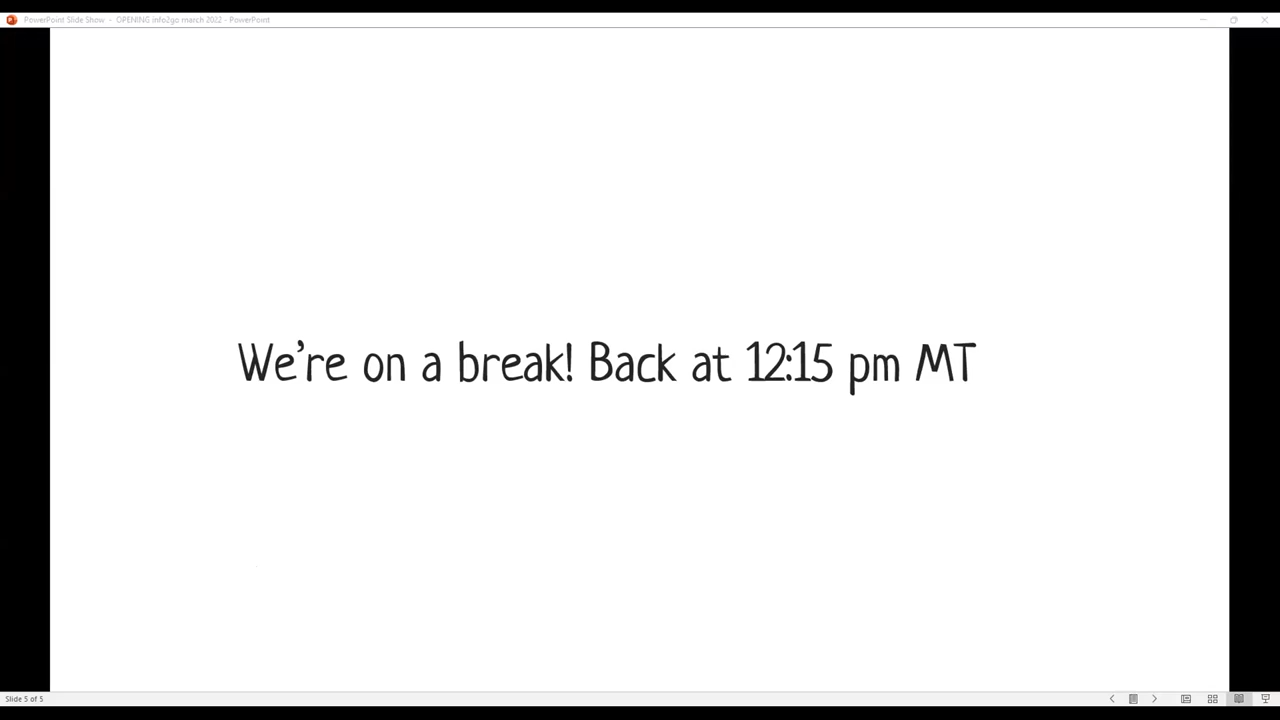 PowerPoint Slide Show - OPENING info2go march 2022 - PowerPoint
We're on a break! Back at 12:15 pm MT
Slide 5 of 5